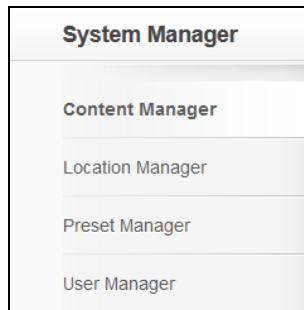 System Manager
Content Manager
Location Manager
Preset Manager
User Manager